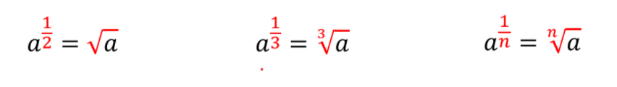 a^{1/2} = √a a^{1/3} = ∛a a^{1/n} = ⁿ√a